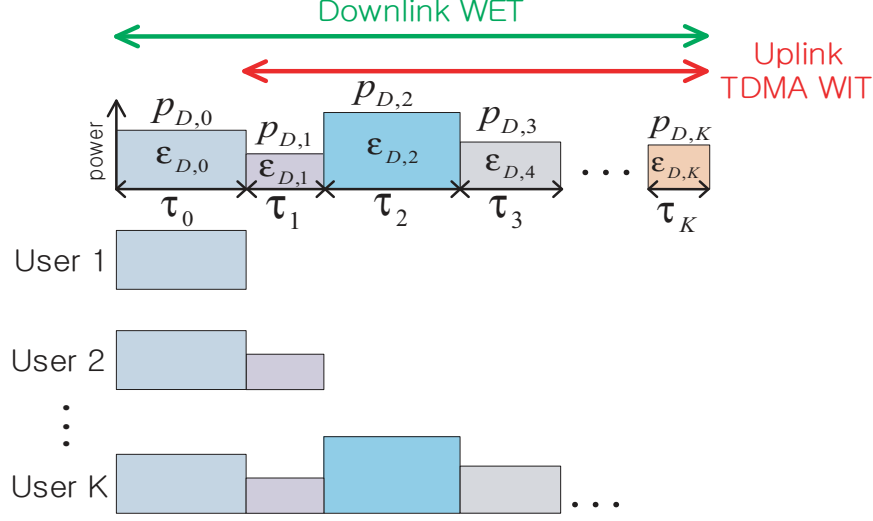 Downlink WET
Uplink
TDMA WIT
power
p_{D,0}
p_{D,1}
p_{D,2}
p_{D,3}
p_{D,K}
ε_{D,0}
ε_{D,1}
ε_{D,2}
ε_{D,4}
...
ε_{D,K}
τ_0
τ_1
τ_2
τ_3
τ_K
User 1
User 2
⋮
User K
...